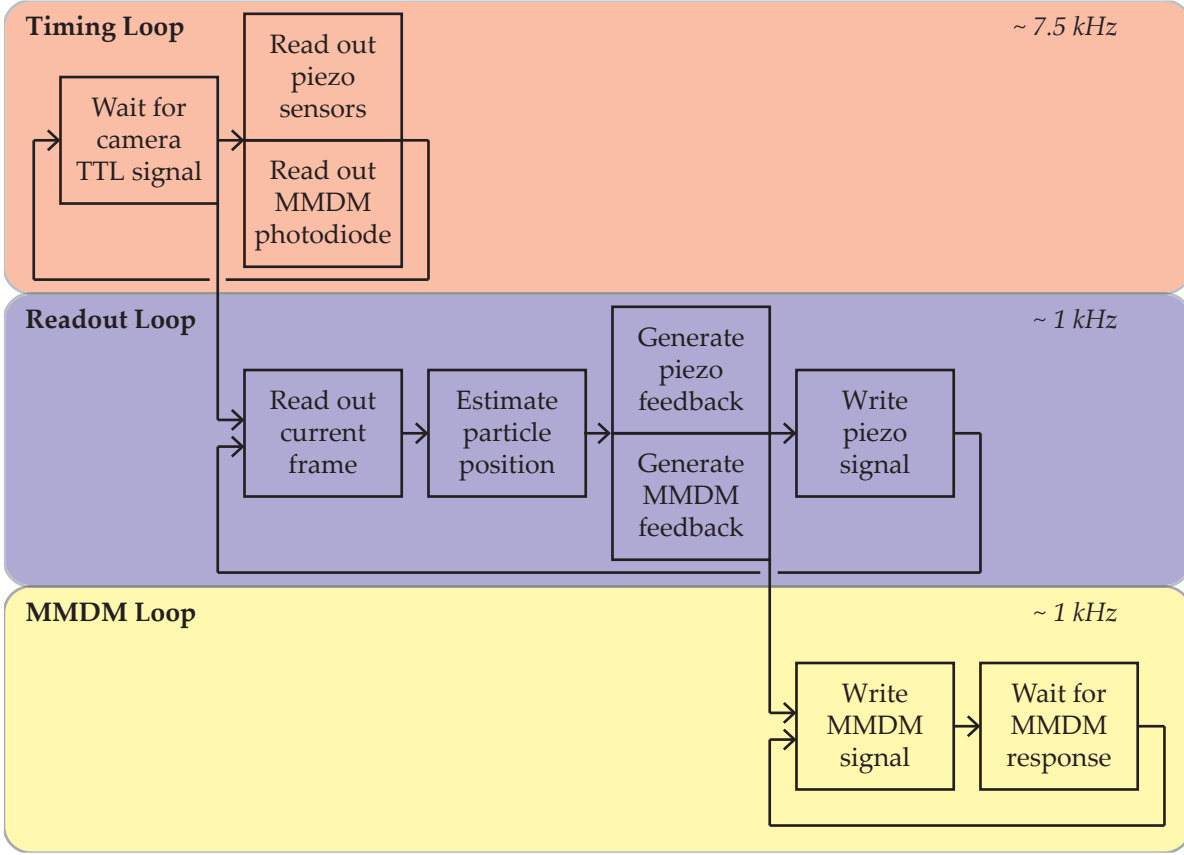 Timing Loop
~ 7.5 kHz
Wait for
camera
TTL signal
Read out
piezo
sensors
Read out
MMDM
photodiode
Readout Loop
~ 1 kHz
Read out
current
frame
Estimate
particle
position
Generate
piezo
feedback
Generate
MMDM
feedback
Write
piezo
signal
MMDM Loop
~ 1 kHz
Write
MMDM
signal
Wait for
MMDM
response